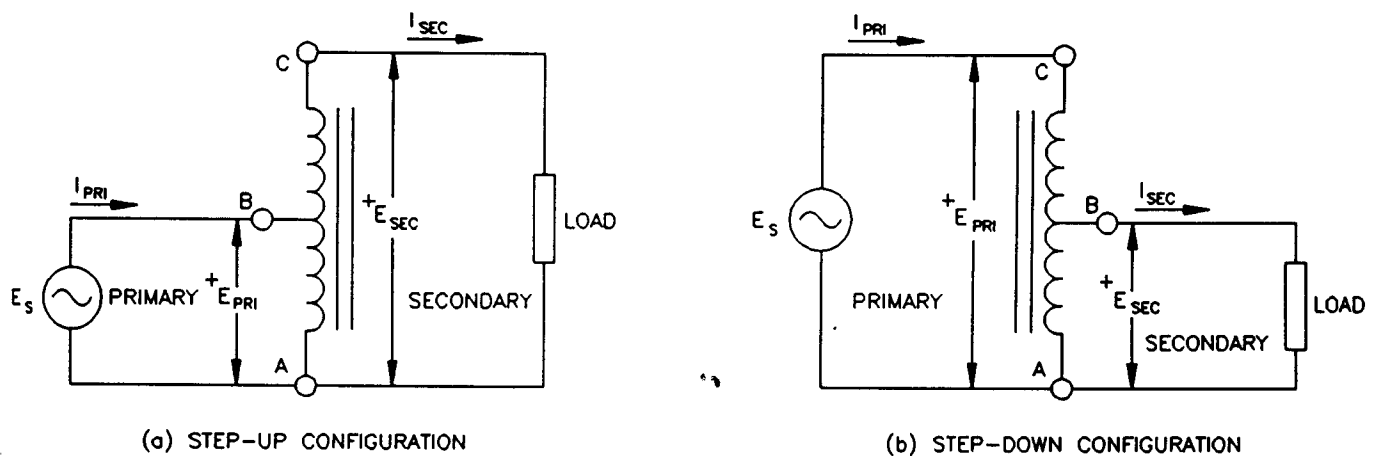 I_SEC
C
I_PRI
B
E_S
PRIMARY
+E_PRI
+E_SEC
LOAD
SECONDARY
A
(a) STEP-UP CONFIGURATION
I_PRI
C
E_S
+E_PRI
B
I_SEC
PRIMARY
+E_SEC
LOAD
SECONDARY
A
(b) STEP-DOWN CONFIGURATION